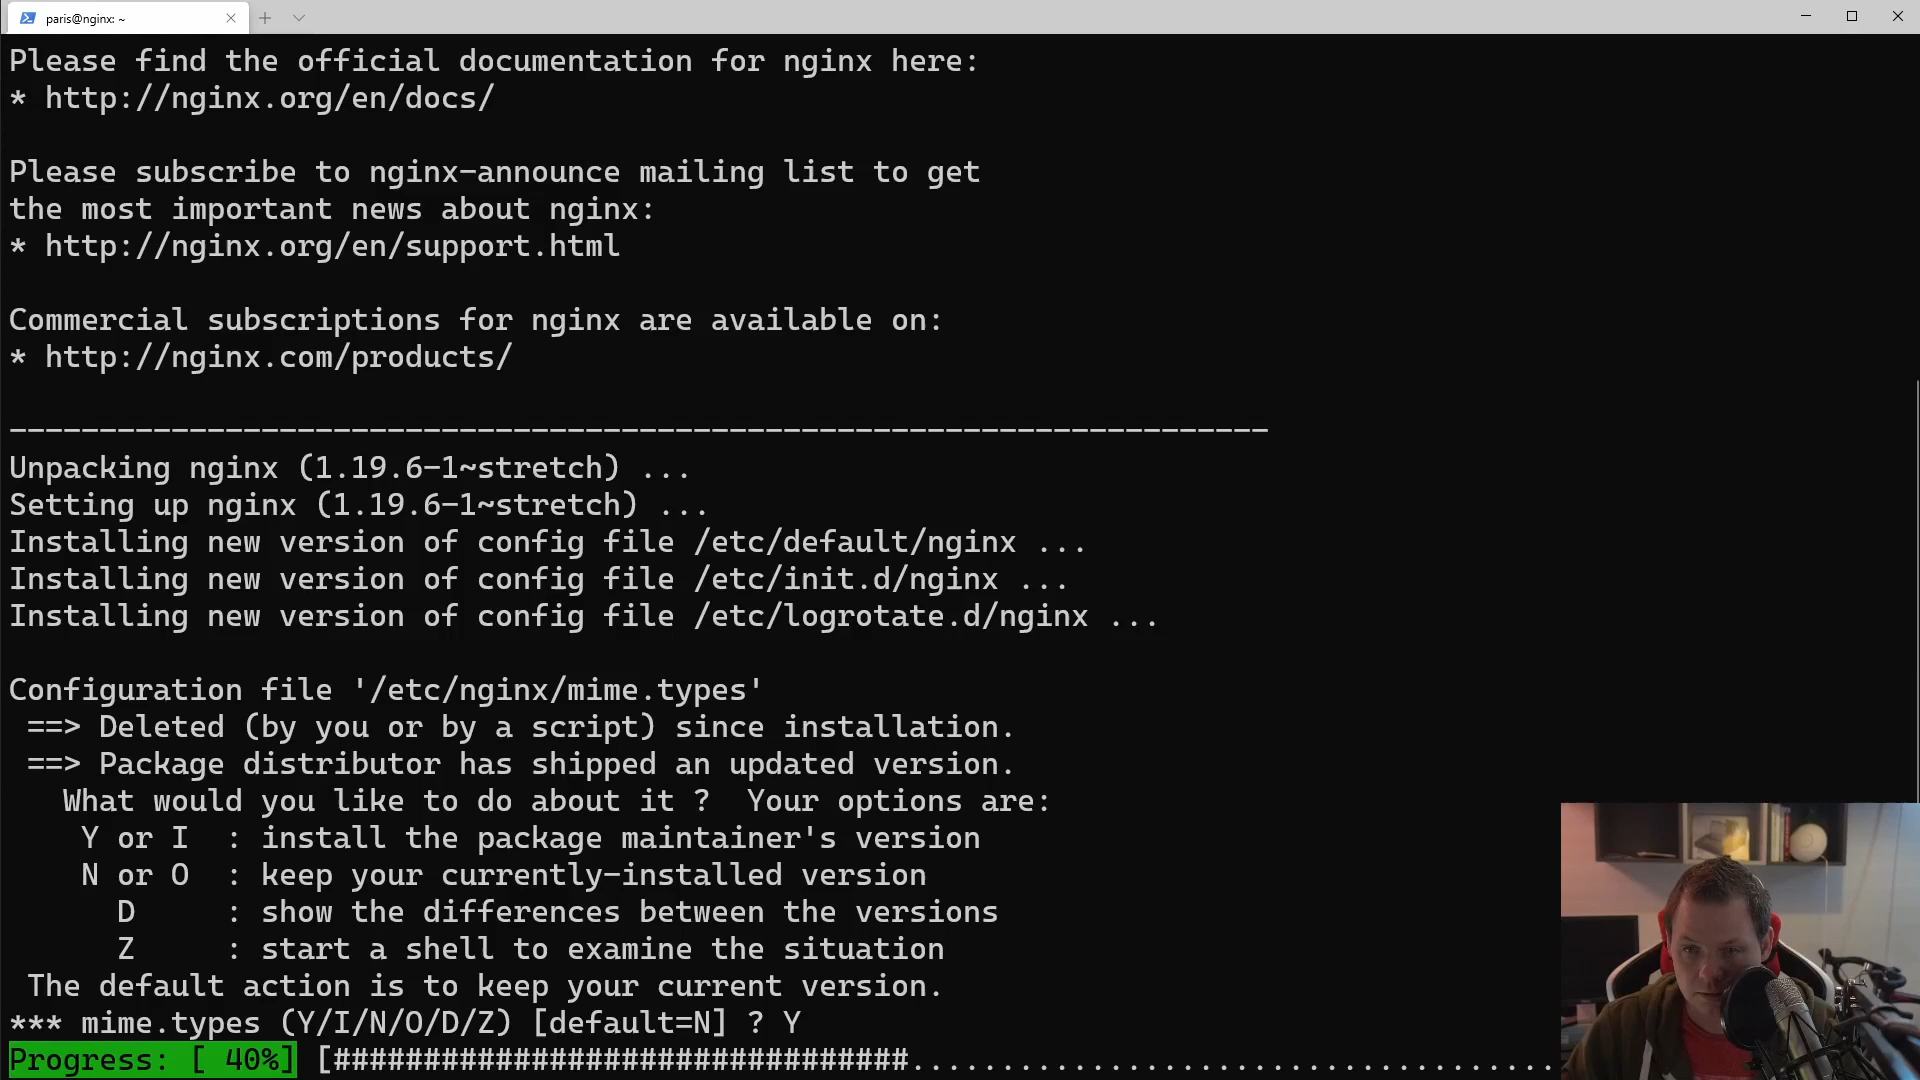 paris@nginx: ~
Please find the official documentation for nginx here:
* http://nginx.org/en/docs/
Please subscribe to nginx-announce mailing list to get
the most important news about nginx:
* http://nginx.org/en/support.html
Commercial subscriptions for nginx are available on:
* http://nginx.com/products/
----------------------------------------------------------------------
Unpacking nginx (1.19.6-1~stretch) ...
Setting up nginx (1.19.6-1~stretch) ...
Installing new version of config file /etc/default/nginx ...
Installing new version of config file /etc/init.d/nginx ...
Installing new version of config file /etc/logrotate.d/nginx ...
Configuration file '/etc/nginx/mime.types'
==> Deleted (by you or by a script) since installation.
==> Package distributor has shipped an updated version.
What would you like to do about it ?  Your options are:
Y or I  : install the package maintainer's version
N or O  : keep your currently-installed version
D     : show the differences between the versions
Z     : start a shell to examine the situation
The default action is to keep your current version.
*** mime.types (Y/I/N/O/D/Z) [default=N] ? Y
Progress: [ 40%] [################################....................................